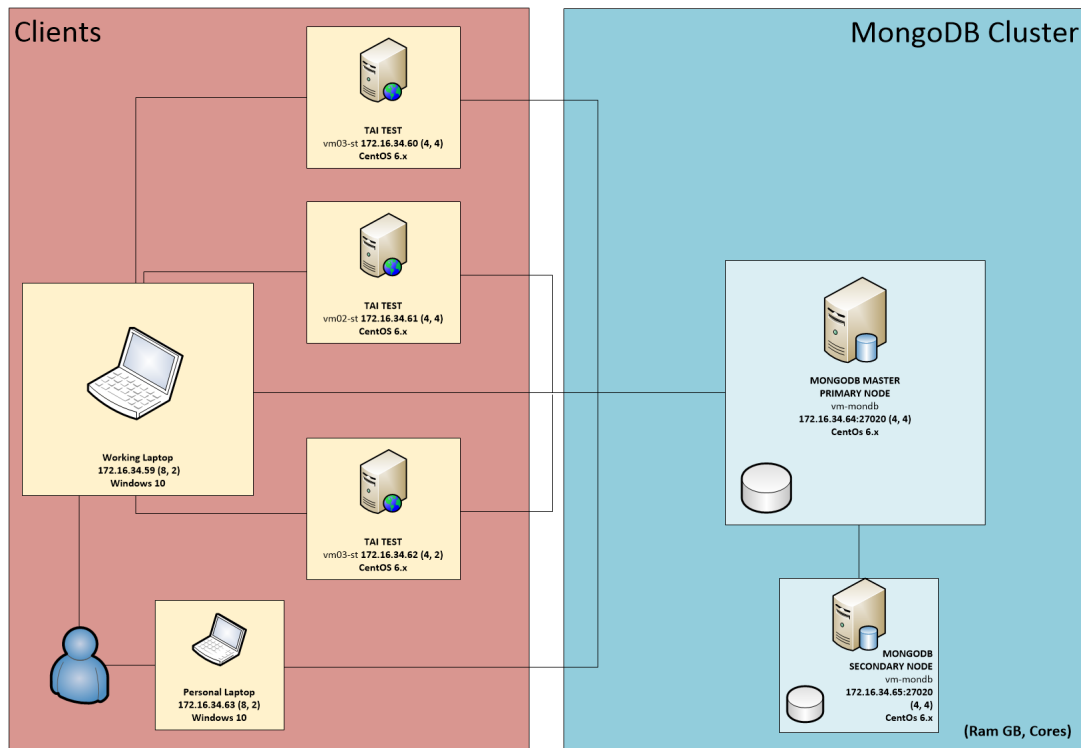 Clients
MongoDB Cluster
TAI TEST
vm03-st 172.16.34.60 (4, 4)
CentOS 6.x
TAI TEST
vm02-st 172.16.34.61 (4, 4)
CentOS 6.x
Working Laptop
172.16.34.59 (8, 2)
Windows 10
TAI TEST
vm03-st 172.16.34.62 (4, 2)
CentOS 6.x
Personal Laptop
172.16.34.63 (8, 2)
Windows 10
MONGODB MASTER
PRIMARY NODE
vm-mondb
172.16.34.64:27020 (4, 4)
CentOs 6.x
MONGODB
SECONDARY NODE
vm-mondb
172.16.34.65:27020
(4, 4)
CentOs 6.x
(Ram GB, Cores)